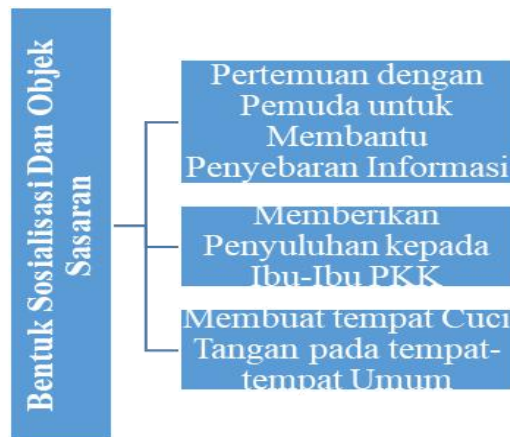 Bentuk Sosialisasi Dan Objek
Sasaran
Pertemuan dengan
Pemuda untuk
Membantu
Penyebaran Informasi
Memberikan
Penyuluhan kepada
Ibu-Ibu PKK
Membuat tempat Cuci
Tangan pada tempat-
tempat Umum